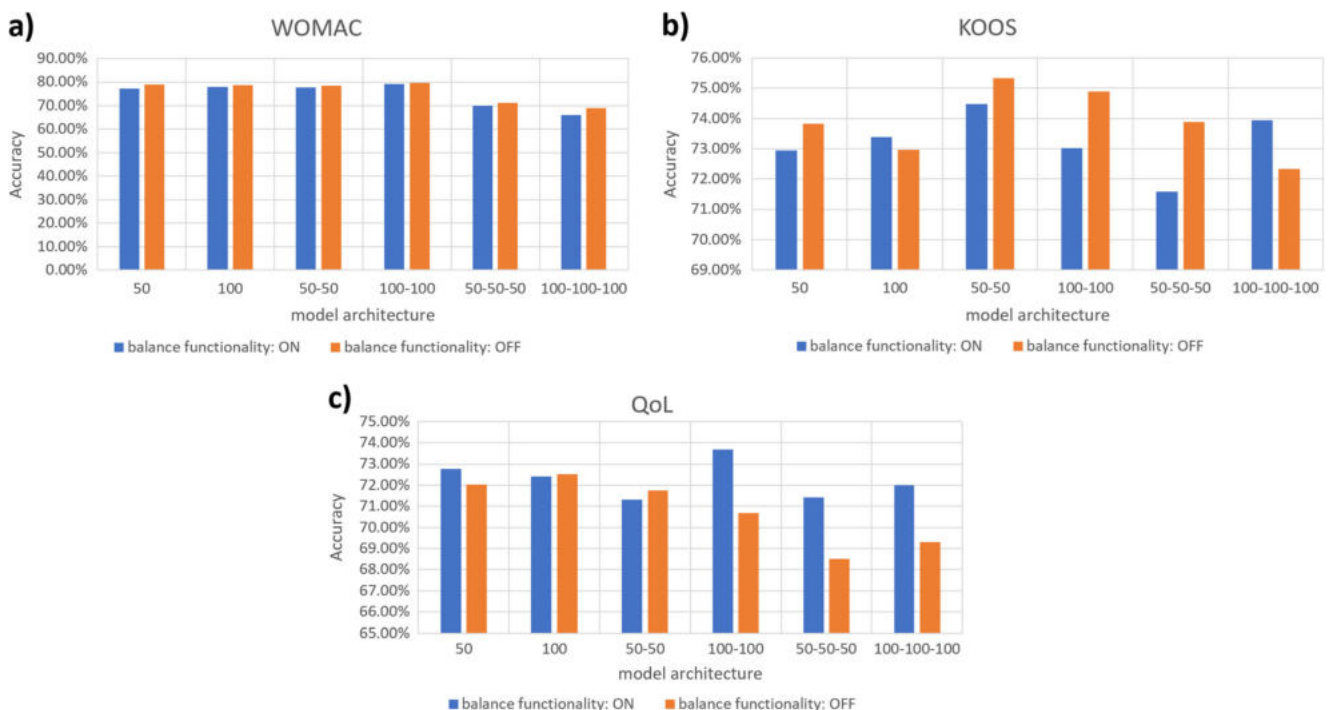 a)
WOMAC
90.00%
80.00%
70.00%
60.00%
50.00%
40.00%
30.00%
20.00%
10.00%
0.00%
Accuracy
50 100 50-50 100-100 50-50-50 100-100-100
model architecture
balance functionality: ON balance functionality: OFF
b)
KOOS
76.00%
75.00%
74.00%
73.00%
72.00%
71.00%
70.00%
69.00%
Accuracy
50 100 50-50 100-100 50-50-50 100-100-100
model architecture
balance functionality: ON balance functionality: OFF
c)
QoL
75.00%
74.00%
73.00%
72.00%
71.00%
70.00%
69.00%
68.00%
67.00%
66.00%
65.00%
Accuracy
50 100 50-50 100-100 50-50-50 100-100-100
model architecture
balance functionality: ON balance functionality: OFF